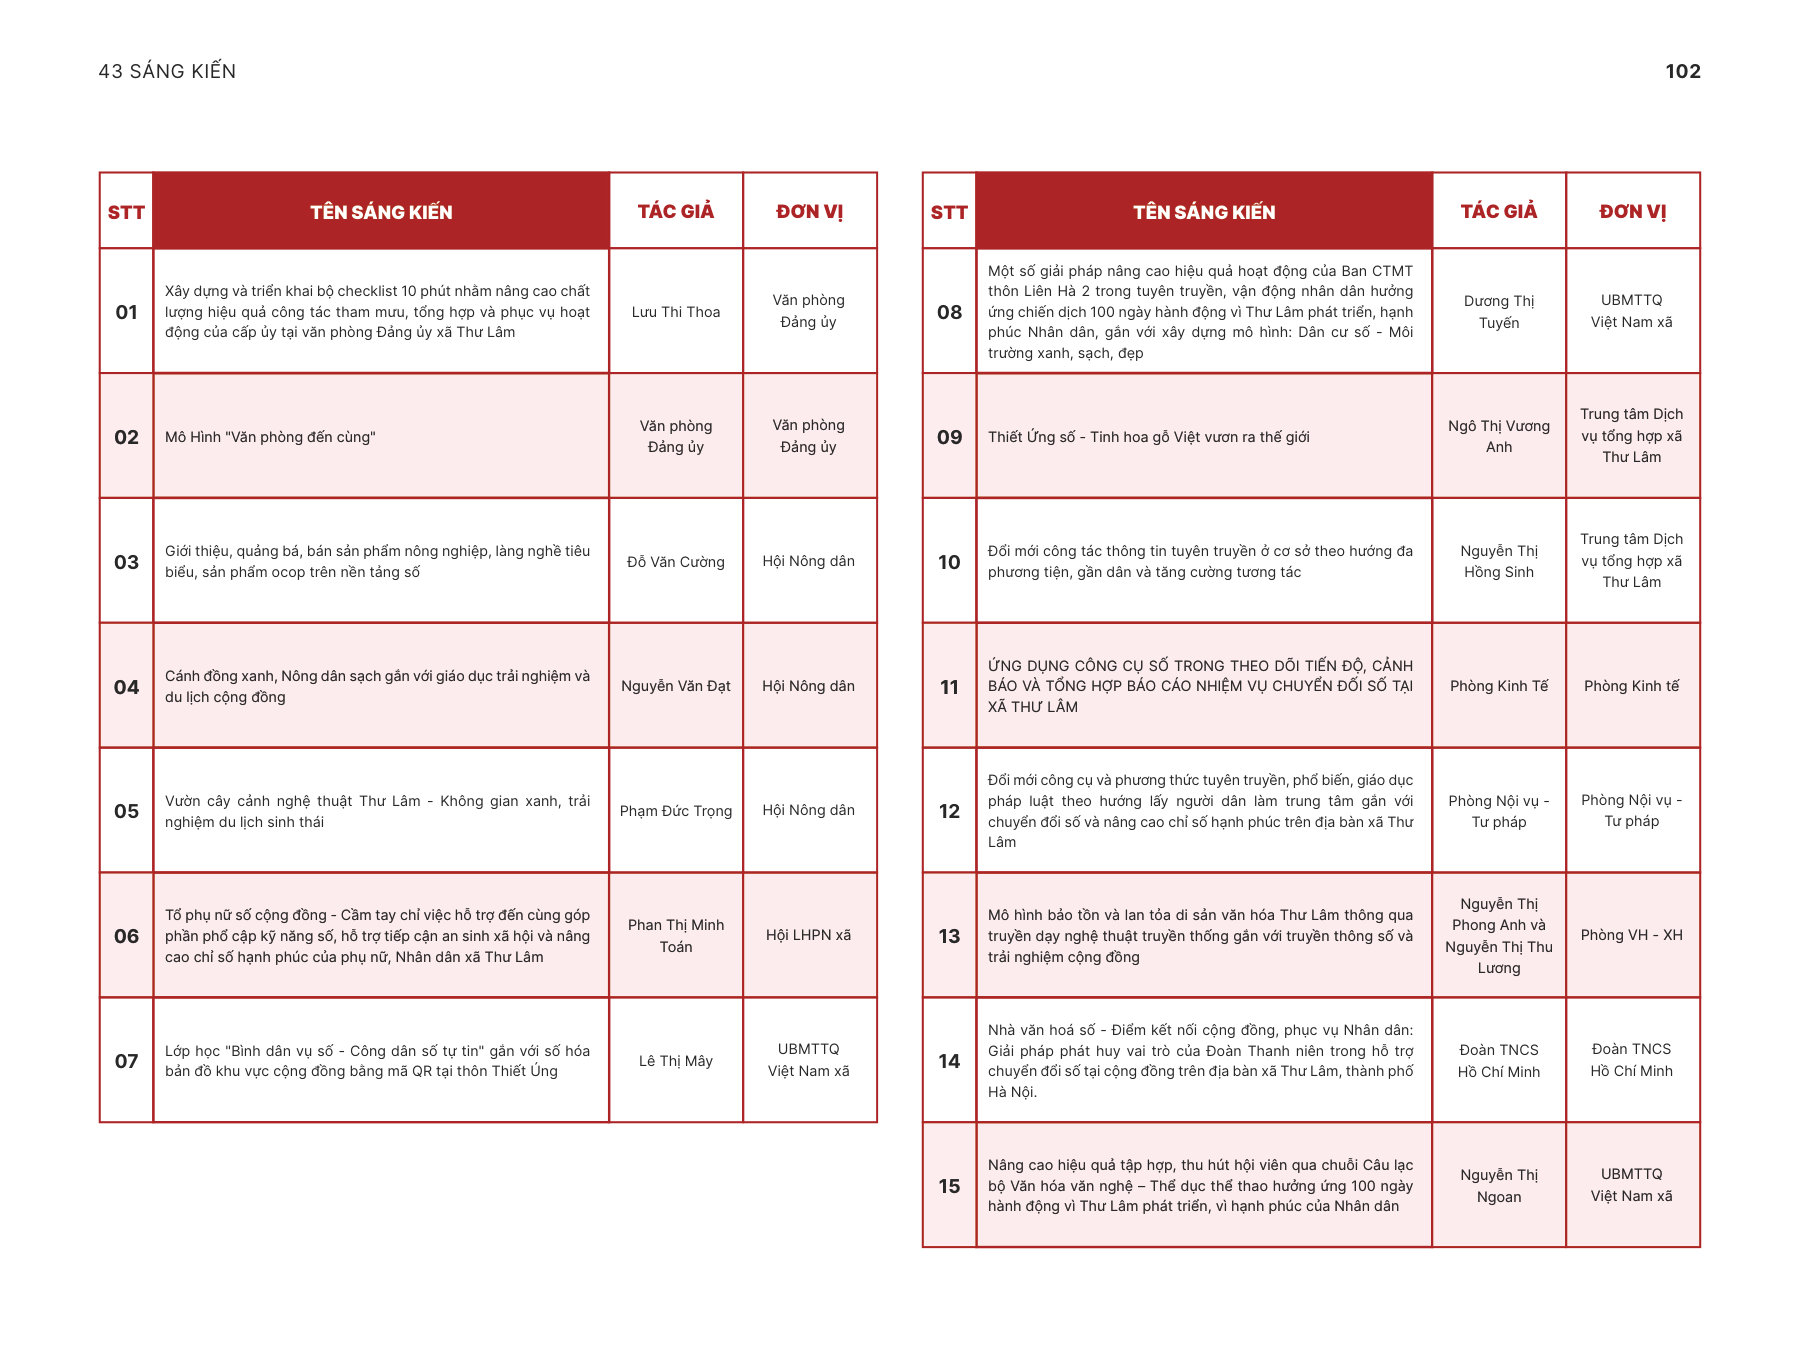 43 SÁNG KIẾN
102
STT
TÊN SÁNG KIẾN
TÁC GIẢ
ĐƠN VỊ
01
Xây dựng và triển khai bộ checklist 10 phút nhằm nâng cao chất
lượng hiệu quả công tác tham mưu, tổng hợp và phục vụ hoạt
động của cấp ủy tại văn phòng Đảng ủy xã Thư Lâm
Lưu Thi Thoa
Văn phòng
Đảng ủy
02
Mô Hình "Văn phòng đến cùng"
Văn phòng
Đảng ủy
Văn phòng
Đảng ủy
03
Giới thiệu, quảng bá, bán sản phẩm nông nghiệp, làng nghề tiêu
biểu, sản phẩm ocop trên nền tảng số
Đỗ Văn Cường
Hội Nông dân
04
Cánh đồng xanh, Nông dân sạch gắn với giáo dục trải nghiệm và
du lịch cộng đồng
Nguyễn Văn Đạt
Hội Nông dân
05
Vườn cây cảnh nghệ thuật Thư Lâm - Không gian xanh, trải
nghiệm du lịch sinh thái
Phạm Đức Trọng
Hội Nông dân
06
Tổ phụ nữ số cộng đồng - Cầm tay chỉ việc hỗ trợ đến cùng góp
phần phổ cập kỹ năng số, hỗ trợ tiếp cận an sinh xã hội và nâng
cao chỉ số hạnh phúc của phụ nữ, Nhân dân xã Thư Lâm
Phan Thị Minh
Toán
Hội LHPN xã
07
Lớp học "Bình dân vụ số - Công dân số tự tin" gắn với số hóa
bản đồ khu vực cộng đồng bằng mã QR tại thôn Thiết Úng
Lê Thị Mây
UBMTTQ
Việt Nam xã
STT
TÊN SÁNG KIẾN
TÁC GIẢ
ĐƠN VỊ
08
Một số giải pháp nâng cao hiệu quả hoạt động của Ban CTMT
thôn Liên Hà 2 trong tuyên truyền, vận động nhân dân hưởng
ứng chiến dịch 100 ngày hành động vì Thư Lâm phát triển, hạnh
phúc Nhân dân, gắn với xây dựng mô hình: Dân cư số - Môi
trường xanh, sạch, đẹp
Dương Thị
Tuyến
UBMTTQ
Việt Nam xã
09
Thiết Ứng số - Tinh hoa gỗ Việt vươn ra thế giới
Ngô Thị Vương
Anh
Trung tâm Dịch
vụ tổng hợp xã
Thư Lâm
10
Đổi mới công tác thông tin tuyên truyền ở cơ sở theo hướng đa
phương tiện, gần dân và tăng cường tương tác
Nguyễn Thị
Hồng Sinh
Trung tâm Dịch
vụ tổng hợp xã
Thư Lâm
11
ỨNG DỤNG CÔNG CỤ SỐ TRONG THEO DÕI TIẾN ĐỘ, CẢNH
BÁO VÀ TỔNG HỢP BÁO CÁO NHIỆM VỤ CHUYỂN ĐỔI SỐ TẠI
XÃ THƯ LÂM
Phòng Kinh Tế
Phòng Kinh tế
12
Đổi mới công cụ và phương thức tuyên truyền, phổ biến, giáo dục
pháp luật theo hướng lấy người dân làm trung tâm gắn với
chuyển đổi số và nâng cao chỉ số hạnh phúc trên địa bàn xã Thư
Lâm
Phòng Nội vụ -
Tư pháp
Phòng Nội vụ -
Tư pháp
13
Mô hình bảo tồn và lan tỏa di sản văn hóa Thư Lâm thông qua
truyền dạy nghệ thuật truyền thống gắn với truyền thông số và
trải nghiệm cộng đồng
Nguyễn Thị
Phong Anh và
Nguyễn Thị Thu
Lương
Phòng VH - XH
14
Nhà văn hoá số - Điểm kết nối cộng đồng, phục vụ Nhân dân:
Giải pháp phát huy vai trò của Đoàn Thanh niên trong hỗ trợ
chuyển đổi số tại cộng đồng trên địa bàn xã Thư Lâm, thành phố
Hà Nội.
Đoàn TNCS
Hồ Chí Minh
Đoàn TNCS
Hồ Chí Minh
15
Nâng cao hiệu quả tập hợp, thu hút hội viên qua chuỗi Câu lạc
bộ Văn hóa văn nghệ – Thể dục thể thao hưởng ứng 100 ngày
hành động vì Thư Lâm phát triển, vì hạnh phúc của Nhân dân
Nguyễn Thị
Ngoan
UBMTTQ
Việt Nam xã